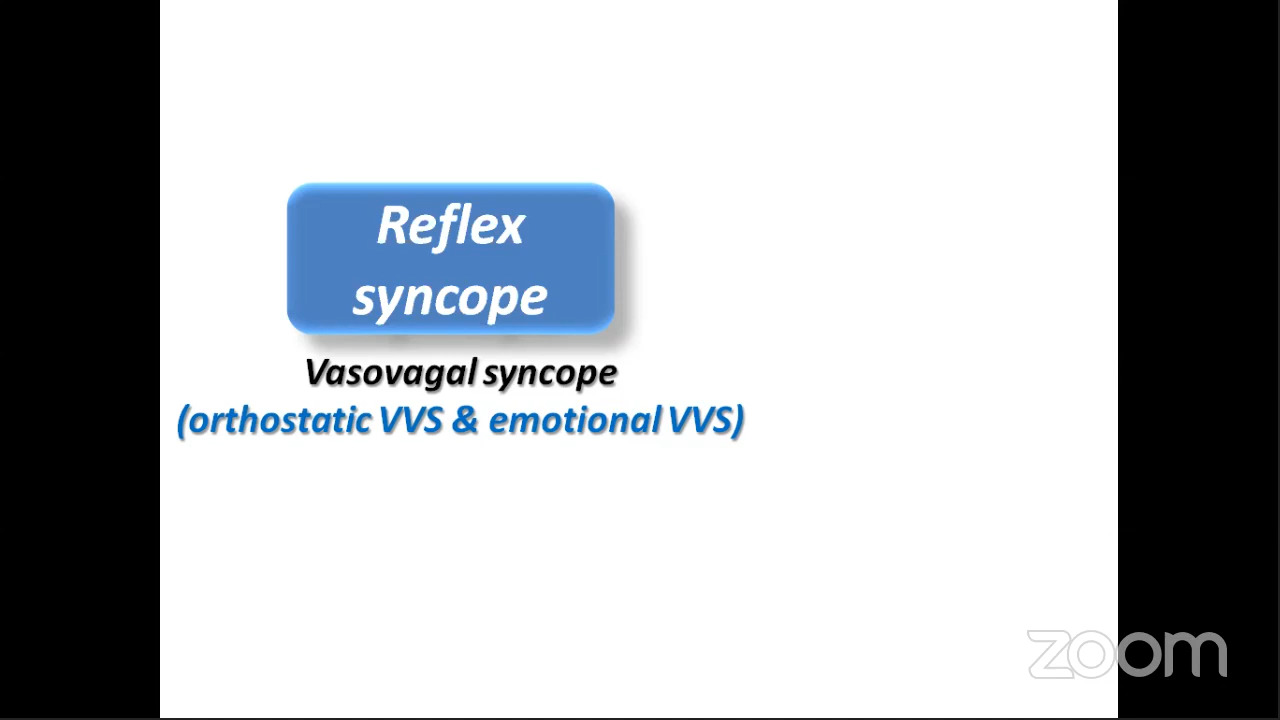 Reflex
syncope
Vasovagal syncope
(orthostatic VVS & emotional VVS)
zoom